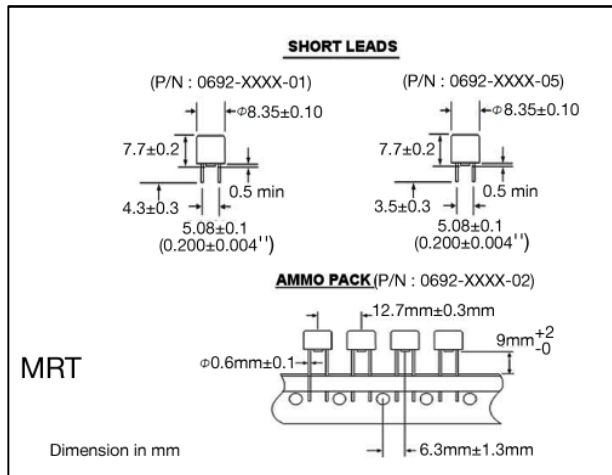 SHORT LEADS
(P/N : 0692-XXXX-01)
Φ8.35±0.10
7.7±0.2
0.5 min
4.3±0.3
5.08±0.1
(0.200±0.004'')
(P/N : 0692-XXXX-05)
Φ8.35±0.10
7.7±0.2
0.5 min
3.5±0.3
5.08±0.1
(0.200±0.004'')
AMMO PACK (P/N : 0692-XXXX-02)
12.7mm±0.3mm
9mm +2 -0
Φ0.6mm±0.1
MRT
6.3mm±1.3mm
Dimension in mm